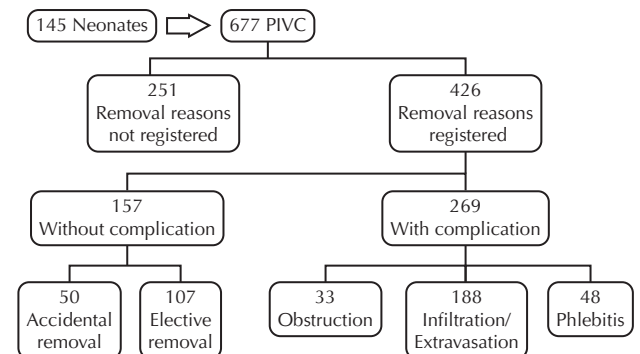 145 Neonates
677 PIVC
251
Removal reasons
not registered
426
Removal reasons
registered
157
Without complication
269
With complication
50
Accidental
removal
107
Elective
removal
33
Obstruction
188
Infiltration/
Extravasation
48
Phlebitis